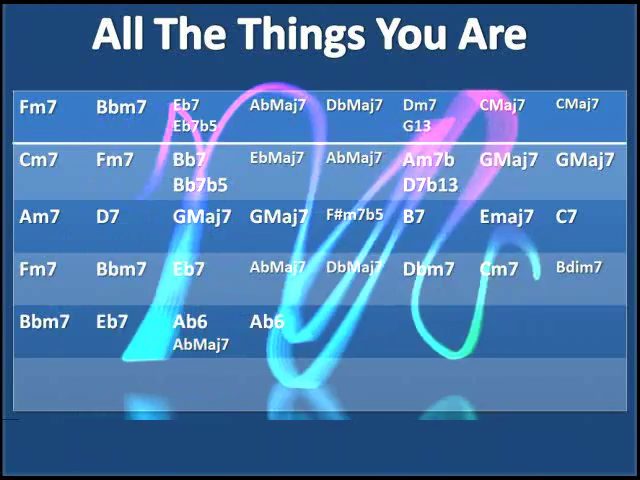 All The Things You Are
Fm7 Bbm7 Eb7 AbMaj7 DbMaj7 Dm7 CMaj7 CMaj7
Eb7b5 G13
Cm7 Fm7 Bb7 EbMaj7 AbMaj7 Am7b GMaj7 GMaj7
Bb7b5 D7b13
Am7 D7 GMaj7 GMaj7 F#m7b5 B7 Emaj7 C7
Fm7 Bbm7 Eb7 AbMaj7 DbMaj7 Dbm7 Cm7 Bdim7
Bbm7 Eb7 Ab6 Ab6
AbMaj7